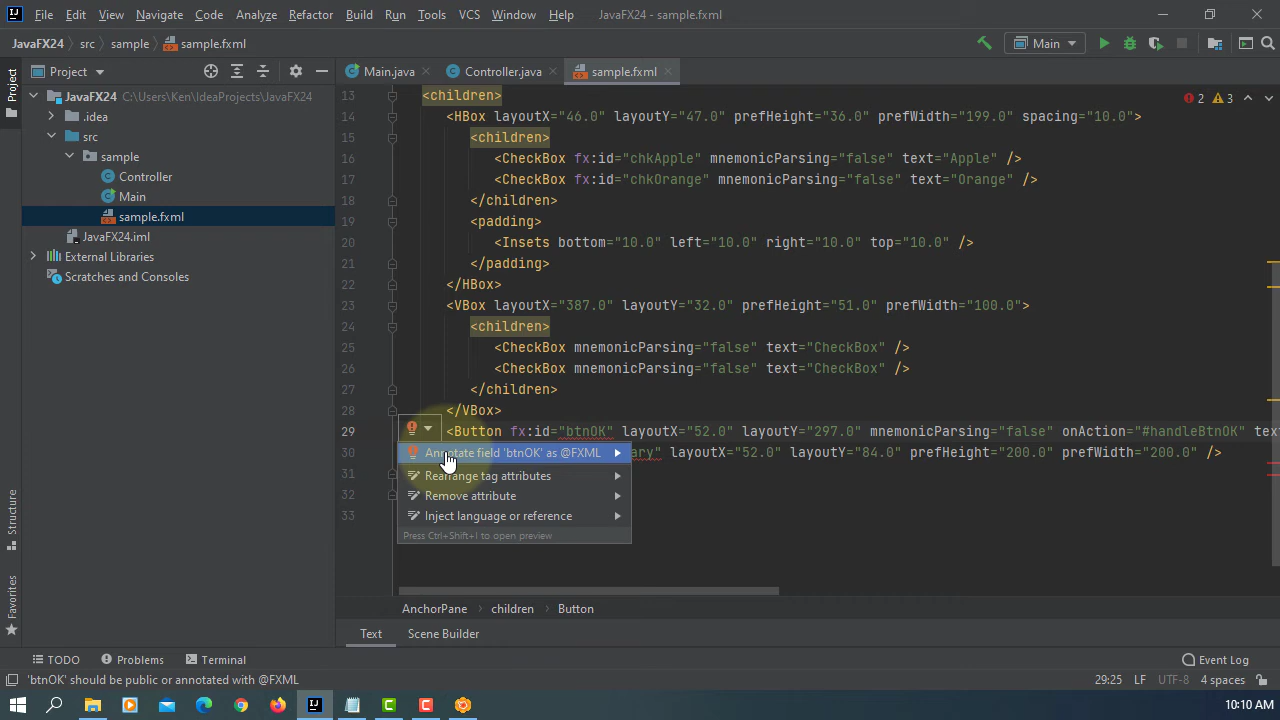 File Edit View Navigate Code Analyze Refactor Build Run Tools VCS Window Help JavaFX24 - sample.fxml
JavaFX24 src sample sample.fxml Main
Project Main.java Controller.java sample.fxml
Project
JavaFX24 C:\Users\Ken\IdeaProjects\JavaFX24
.idea
src
sample
Controller
Main
sample.fxml
JavaFX24.iml
External Libraries
Scratches and Consoles
Structure
Favorites
2 3
13 <children>
14 <HBox layoutX="46.0" layoutY="47.0" prefHeight="36.0" prefWidth="199.0" spacing="10.0">
15 <children>
16 <CheckBox fx:id="chkApple" mnemonicParsing="false" text="Apple" />
17 <CheckBox fx:id="chkOrange" mnemonicParsing="false" text="Orange" />
18 </children>
19 <padding>
20 <Insets bottom="10.0" left="10.0" right="10.0" top="10.0" />
21 </padding>
22 </HBox>
23 <VBox layoutX="387.0" layoutY="32.0" prefHeight="51.0" prefWidth="100.0">
24 <children>
25 <CheckBox mnemonicParsing="false" text="CheckBox" />
26 <CheckBox mnemonicParsing="false" text="CheckBox" />
27 </children>
28 </VBox>
29 <Button fx:id="btnOK" layoutX="52.0" layoutY="297.0" mnemonicParsing="false" onAction="#handleBtnOK" tex
30 ary" layoutX="52.0" layoutY="84.0" prefHeight="200.0" prefWidth="200.0" />
31
32
33
Annotate field 'btnOK' as @FXML
Rearrange tag attributes
Remove attribute
Inject language or reference
Press Ctrl+Shift+I to open preview
AnchorPane children Button
Text Scene Builder
TODO Problems Terminal Event Log
'btnOK' should be public or annotated with @FXML 29:25 LF UTF-8 4 spaces
10:10 AM